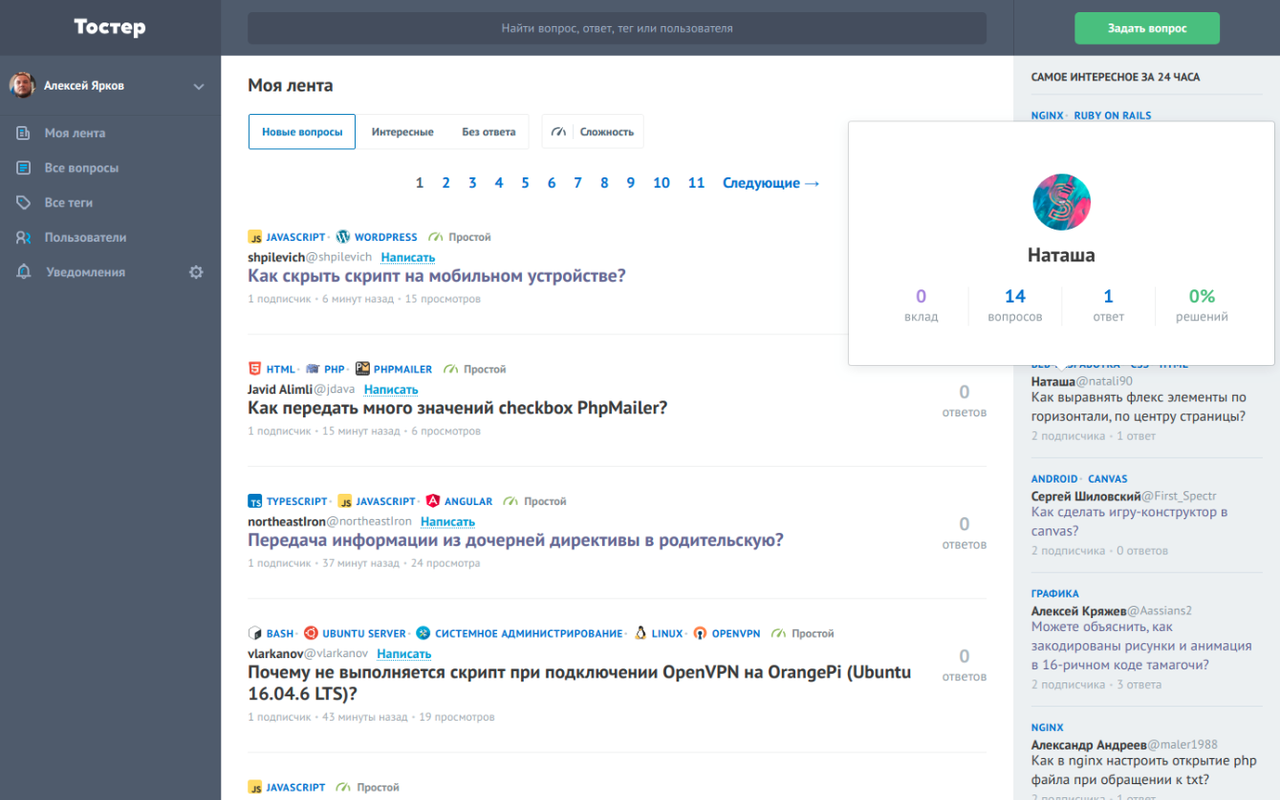 Тостер
Найти вопрос, ответ, тег или пользователя
Задать вопрос
Алексей Ярков
Моя лента
Все вопросы
Все теги
Пользователи
Уведомления
Моя лента
Новые вопросы
Интересные
Без ответа
Сложность
1 2 3 4 5 6 7 8 9 10 11 Следующие →
JAVASCRIPT · WORDPRESS Простой
shpilevich@shpilevich Написать
Как скрыть скрипт на мобильном устройстве?
1 подписчик • 6 минут назад • 15 просмотров
HTML · PHP · PHPMAILER Простой
Javid Alimli@jdava Написать
Как передать много значений checkbox PhpMailer?
1 подписчик • 15 минут назад • 6 просмотров
0
ответов
TYPESCRIPT · JAVASCRIPT · ANGULAR Простой
northeastIron@northeastIron Написать
Передача информации из дочерней директивы в родительскую?
1 подписчик • 37 минут назад • 24 просмотра
0
ответов
BASH · UBUNTU SERVER · СИСТЕМНОЕ АДМИНИСТРИРОВАНИЕ · LINUX · OPENVPN Простой
vlarkanov@vlarkanov Написать
Почему не выполняется скрипт при подключении OpenVPN на OrangePi (Ubuntu
16.04.6 LTS)?
1 подписчик • 43 минуты назад • 19 просмотров
0
ответов
JAVASCRIPT Простой
САМОЕ ИНТЕРЕСНОЕ ЗА 24 ЧАСА
NGINX · RUBY ON RAILS
Наташа
0 14 1 0%
вклад вопросов ответ решений
CSS · HTML
Наташа@natali90
Как выравнять флекс элементы по
горизонтали, по центру страницы?
2 подписчика • 1 ответ
ANDROID · CANVAS
Сергей Шиловский@First_Spectr
Как сделать игру-конструктор в
canvas?
2 подписчика • 0 ответов
ГРАФИКА
Алексей Кряжев@Aassians2
Можете объяснить, как
закодированы рисунки и анимация
в 16-ричном коде тамагочи?
2 подписчика • 3 ответа
NGINX
Александр Андреев@maler1988
Как в nginx настроить открытие php
файла при обращении к txt?
2 подписчика • 1 ответ